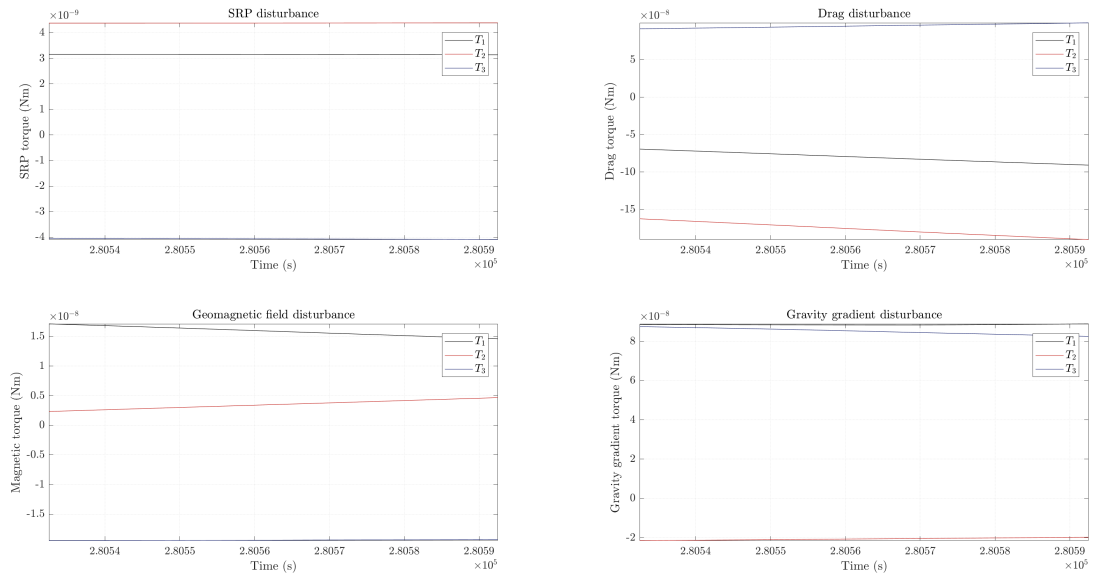 SRP disturbance
×10⁻⁹
4
3
2
1
0
-1
-2
-3
-4
SRP torque (Nm)
T₁
T₂
T₃
2.8054 2.8055 2.8056 2.8057 2.8058 2.8059
Time (s)
×10⁵
Drag disturbance
×10⁻⁸
5
0
-5
-10
-15
Drag torque (Nm)
T₁
T₂
T₃
2.8054 2.8055 2.8056 2.8057 2.8058 2.8059
Time (s)
×10⁵
Geomagnetic field disturbance
×10⁻⁸
1.5
1
0.5
0
-0.5
-1
-1.5
Magnetic torque (Nm)
T₁
T₂
T₃
2.8054 2.8055 2.8056 2.8057 2.8058 2.8059
Time (s)
×10⁵
Gravity gradient disturbance
×10⁻⁸
8
6
4
2
0
-2
Gravity gradient torque (Nm)
T₁
T₂
T₃
2.8054 2.8055 2.8056 2.8057 2.8058 2.8059
Time (s)
×10⁵